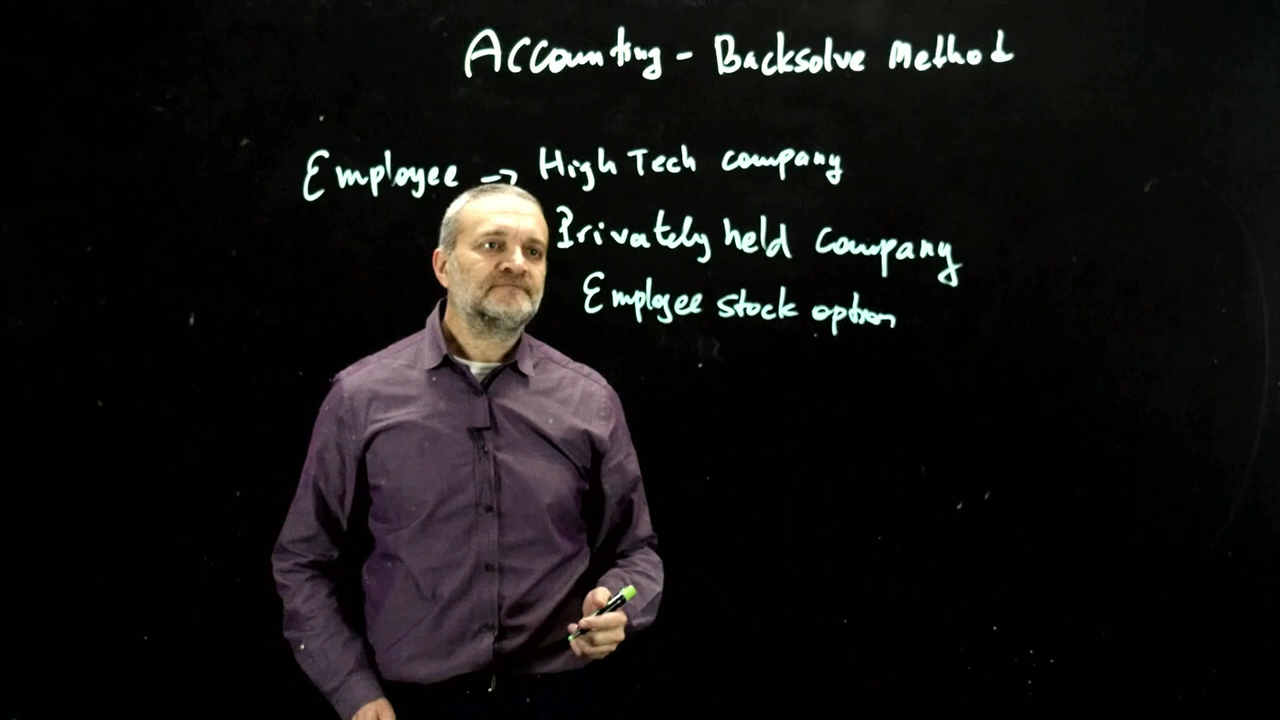 Accounting - Backsolve Method
Employee → High Tech company
Privately held company
Employee stock option